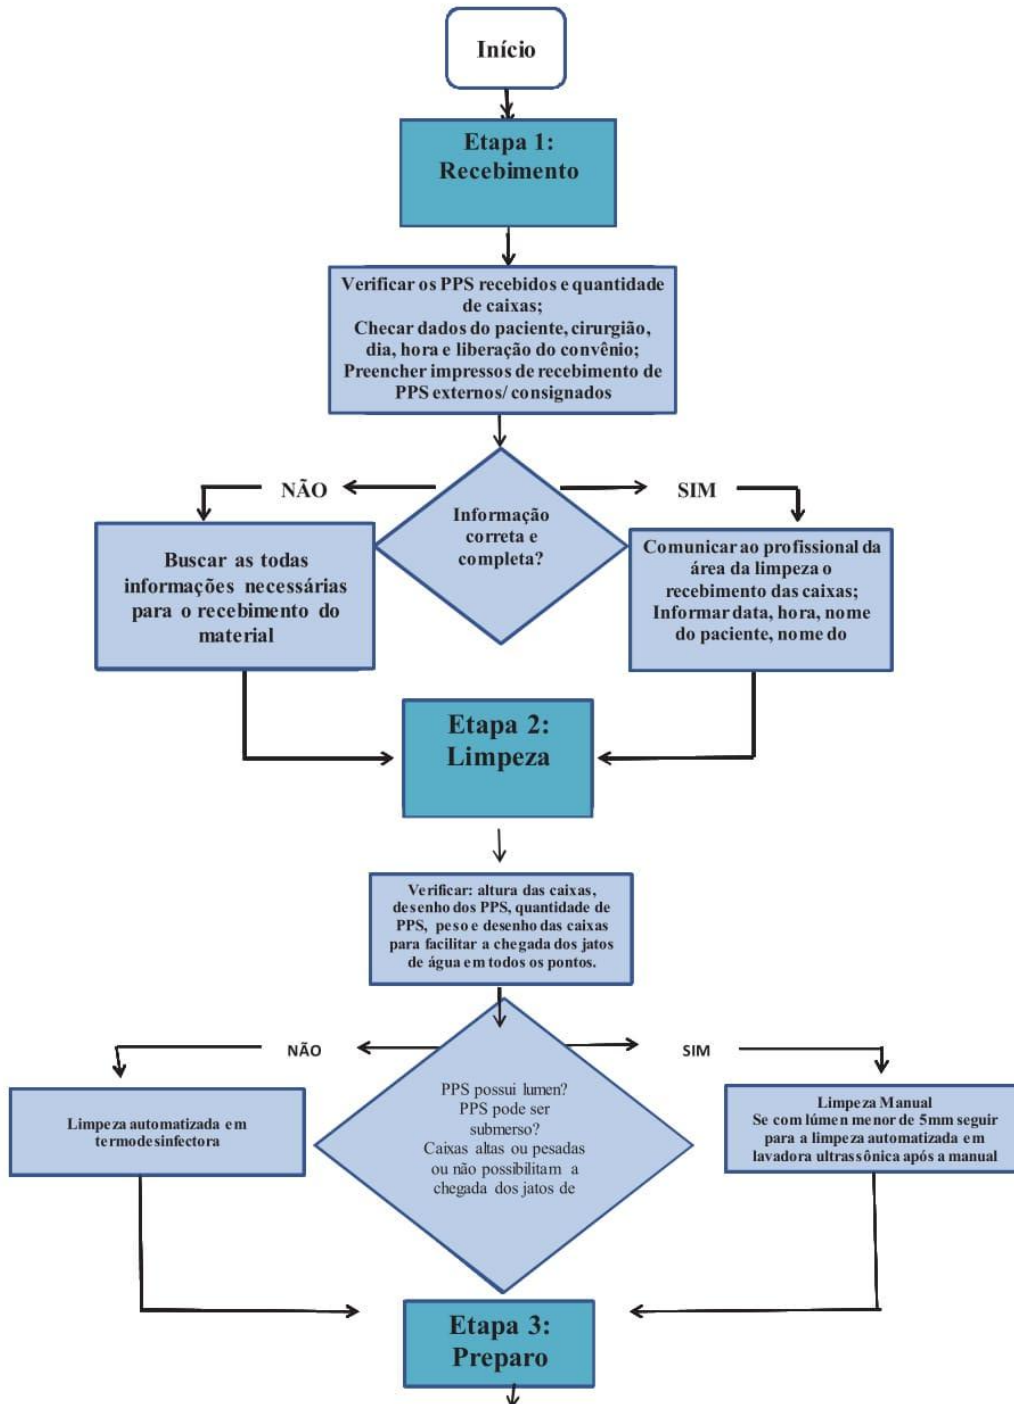 Início
Etapa 1:
Recebimento
Verificar os PPS recebidos e quantidade
de caixas;
Checar dados do paciente, cirurgião,
dia, hora e liberação do convênio;
Preencher impressos de recebimento de
PPS externos/ consignados
NÃO
SIM
Informação
correta e
completa?
Buscar as todas
informações necessárias
para o recebimento do
material
Comunicar ao profissional da
área da limpeza o
recebimento das caixas;
Informar data, hora, nome
do paciente, nome do
Etapa 2:
Limpeza
Verificar: altura das caixas,
desenho dos PPS, quantidade de
PPS, peso e desenho das caixas
para facilitar a chegada dos jatos
de água em todos os pontos.
NÃO
SIM
PPS possui lumen?
PPS pode ser
submerso?
Caixas altas ou pesadas
ou não possibilitam a
chegada dos jatos de
Limpeza automatizada em
termodesinfectora
Limpeza Manual
Se com lúmen menor de 5mm seguir
para a limpeza automatizada em
lavadora ultrassônica após a manual
Etapa 3:
Preparo